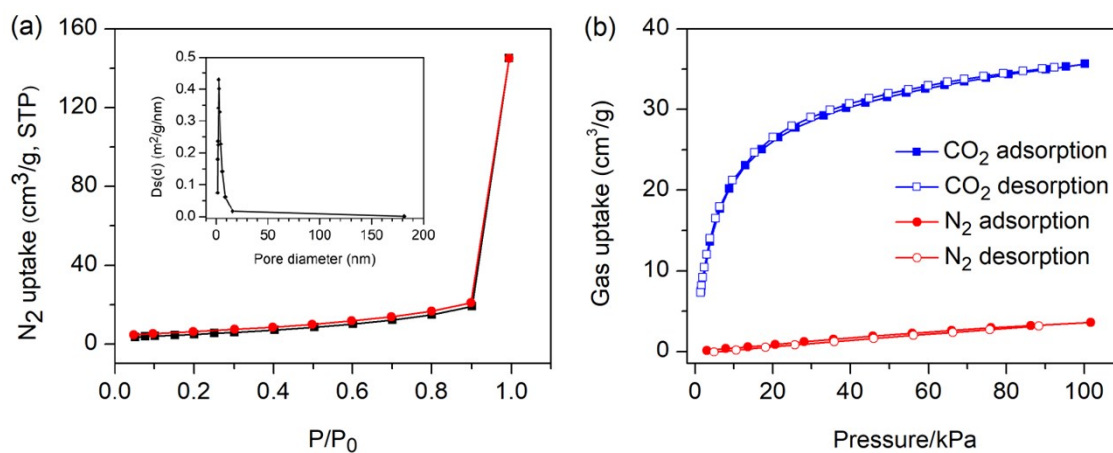 (a)
N2 uptake (cm3/g, STP)
160
120
80
40
0
0.0 0.2 0.4 0.6 0.8 1.0
P/P0
Ds(d) (m2/g/nm)
0.5
0.4
0.3
0.2
0.1
0.0
0 50 100 150 200
Pore diameter (nm)
(b)
Gas uptake (cm3/g)
40
30
20
10
0
CO2 adsorption
CO2 desorption
N2 adsorption
N2 desorption
0 20 40 60 80 100
Pressure/kPa